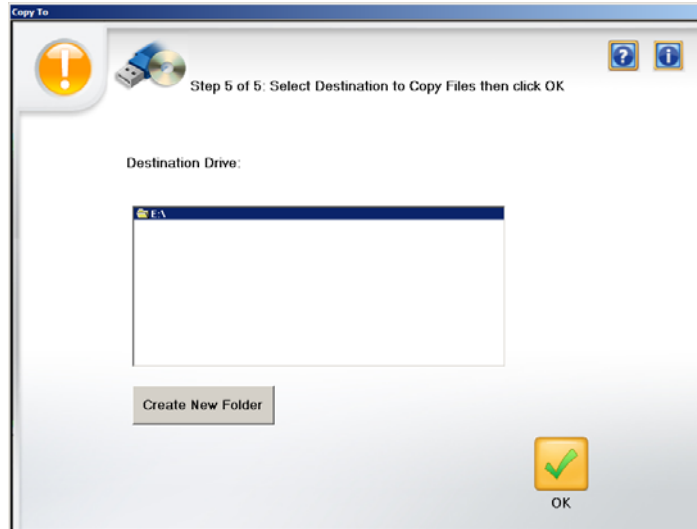 Copy To
Step 5 of 5: Select Destination to Copy Files then click OK
Destination Drive:
E:\
Create New Folder
OK